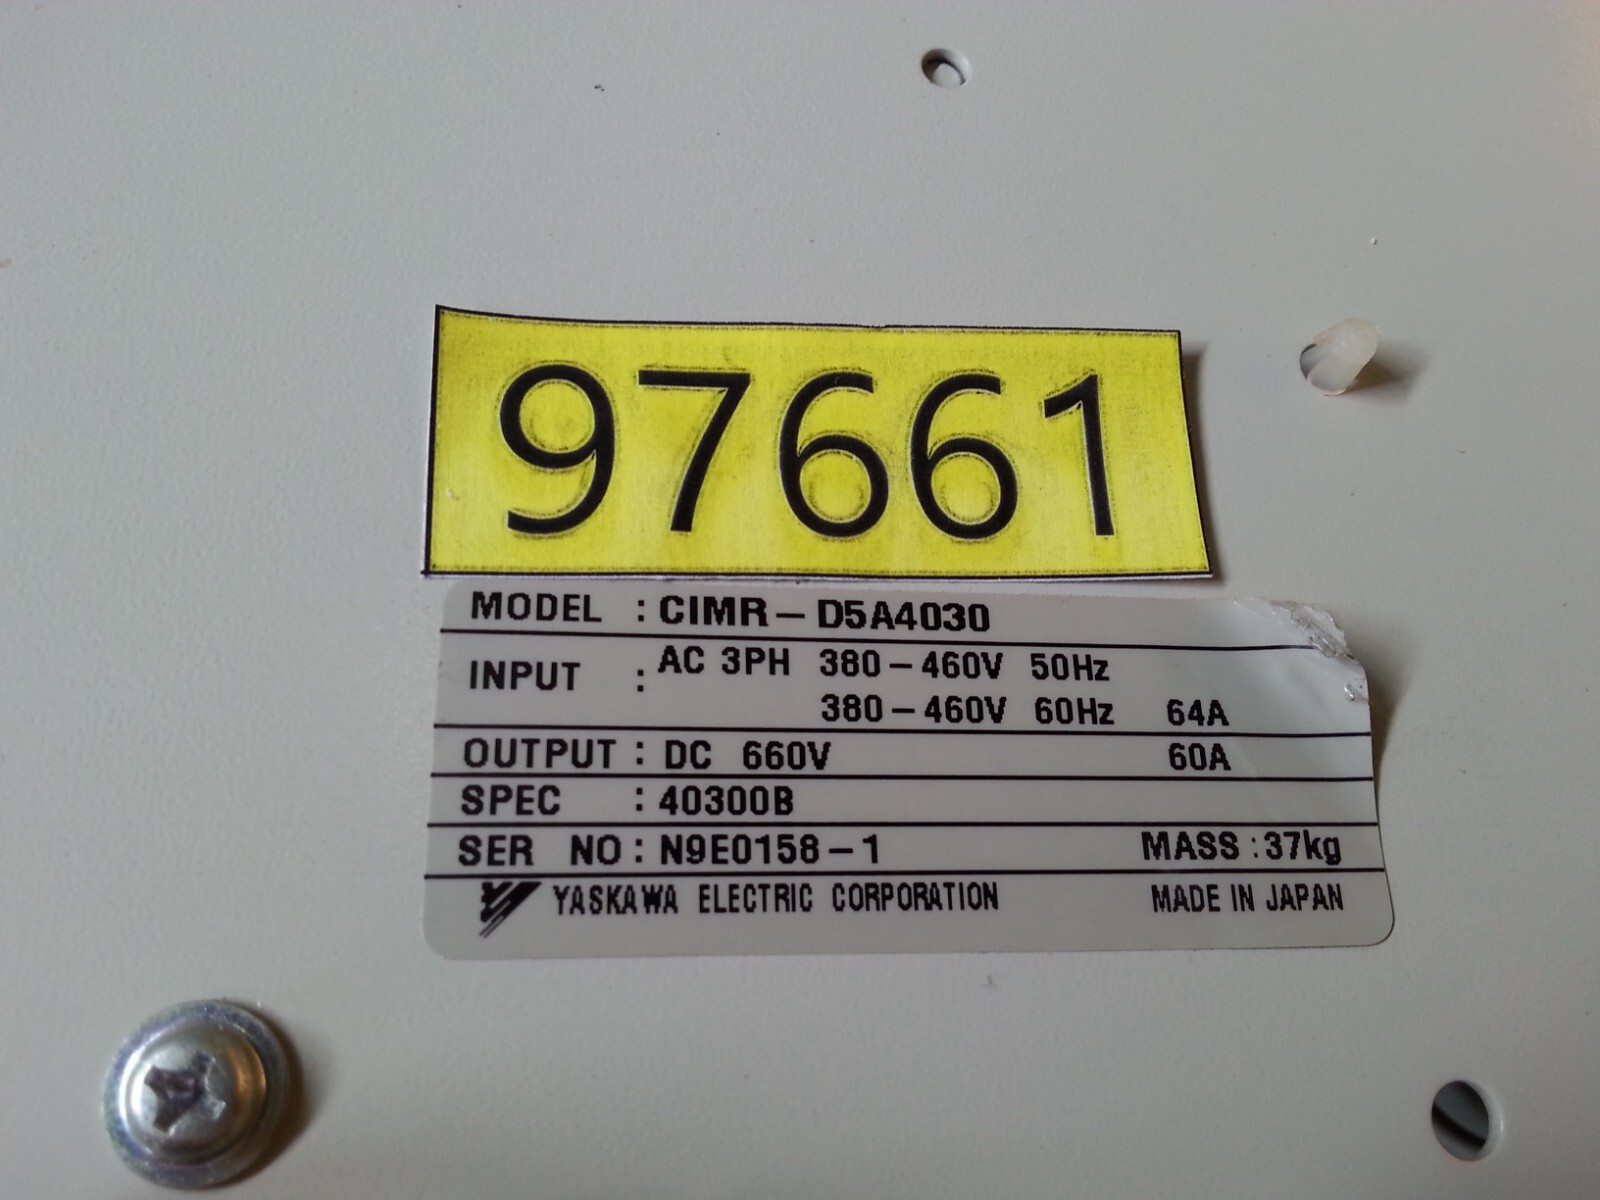 97661
MODEL : CIMR-D5A4030
INPUT : AC 3PH 380-460V 50Hz
380-460V 60Hz 64A
OUTPUT : DC 660V 60A
SPEC : 40300B
SER NO : N9E0158-1 MASS : 37kg
YASKAWA ELECTRIC CORPORATION MADE IN JAPAN